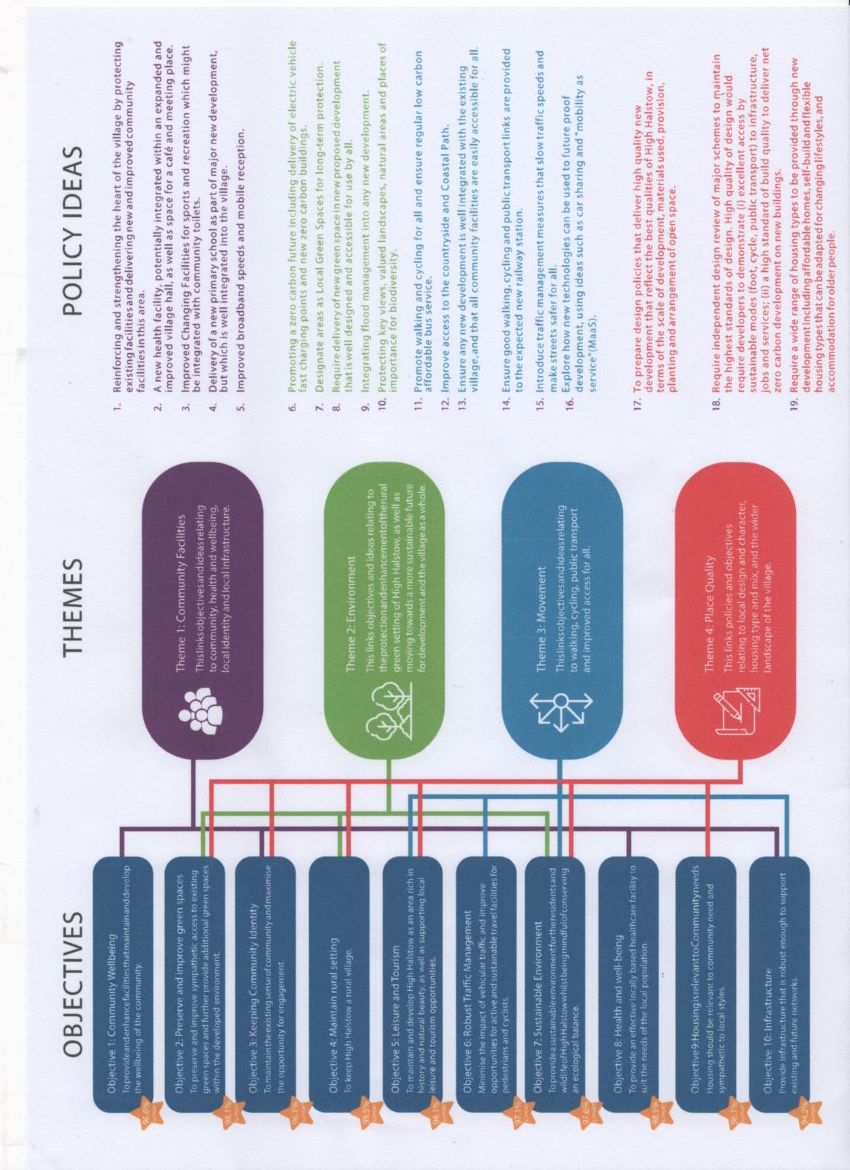 OBJECTIVES
Objective 1: Community Wellbeing
To provide and enhance facilities that maintain and develop
the wellbeing of the community.
96.6%
Objective 2: Preserve and improve green spaces
To preserve and improve sympathetic access to existing
green spaces and further provide additional green spaces
within the developed environment.
98.1%
Objective 3: Keeping Community Identity
To maintain the existing sense of community and maximise
the opportunity for engagement.
Objective 4: Maintain rural setting
To keep High Halstow a rural village.
Objective 5: Leisure and Tourism
To maintain and develop High Halstow as an area rich in
history and natural beauty, as well as supporting local
leisure and tourism opportunities.
98.1%
Objective 6: Robust Traffic Management
Minimise the impact of vehicular traffic and improve
opportunities for active and sustainable travel facilities for
pedestrians and cyclists.
97.1%
Objective 7: Sustainable Environment
To provide a sustainable environment for the residents and
wildlife of High Halstow whilst being mindful of conserving
an ecological balance.
97.6%
Objective 8: Health and well-being
To provide an effective locally based healthcare facility to
suit the needs of the local population.
98.5%
Objective 9: Housing is relevant to Community needs
Housing should be relevant to community need and
sympathetic to local styles.
96.1%
Objective 10: Infrastructure
Provide infrastructure that is robust enough to support
existing and future networks.
94.2%
THEMES
Theme 1: Community Facilities
This links objectives and ideas relating
to community, health and wellbeing,
local identity and local infrastructure.
Theme 2: Environment
This links objectives and ideas relating to
the protection and enhancement of the rural
green setting of High Halstow, as well as
moving towards a more sustainable future
for development and the village as a whole.
Theme 3: Movement
This links objectives and ideas relating
to walking, cycling, public transport
and improved access for all.
Theme 4: Place Quality
This links policies and objectives
relating to local design and character,
housing type and mix, and the wider
landscape of the village.
POLICY IDEAS
1. Reinforcing and strengthening the heart of the village by protecting
existing facilities and delivering new and improved community
facilities in this area.
2. A new health facility, potentially integrated within an expanded and
improved village hall, as well as space for a café and meeting place.
3. Improved Changing Facilities for sports and recreation which might
be integrated with community toilets.
4. Delivery of a new primary school as part of major new development,
but which is well integrated into the village.
5. Improved broadband speeds and mobile reception.
6. Promoting a zero carbon future including delivery of electric vehicle
fast charging points and new zero carbon buildings.
7. Designate areas as Local Green Spaces for long-term protection.
8. Require delivery of new green space in new proposed development
that is well designed and accessible for use by all.
9. Integrating flood management into any new development.
10. Protecting key views, valued landscapes, natural areas and places of
importance for biodiversity.
11. Promote walking and cycling for all and ensure regular low carbon
affordable bus service.
12. Improve access to the countryside and Coastal Path.
13. Ensure any new development is well integrated with the existing
village, and that all community facilities are easily accessible for all.
14. Ensure good walking, cycling and public transport links are provided
to the expected new railway station.
15. Introduce traffic management measures that slow traffic speeds and
make streets safer for all.
16. Explore how new technologies can be used to future proof
development, using ideas such as car sharing and "mobility as
service" (MaaS).
17. To prepare design policies that deliver high quality new
development that reflect the best qualities of High Halstow, in
terms of the scale of development, materials used, provision,
planting and arrangement of open space.
18. Require independent design review of major schemes to maintain
the highest standards of design. High quality of design would
require developers to demonstrate (i) excellent access by
sustainable modes (foot, cycle, public transport) to infrastructure,
jobs and services; (ii) a high standard of build quality to deliver net
zero carbon development on new buildings.
19. Require a wide range of housing types to be provided through new
development including affordable homes, self-build and flexible
housing types that can be adapted for changing lifestyles, and
accommodation for older people.